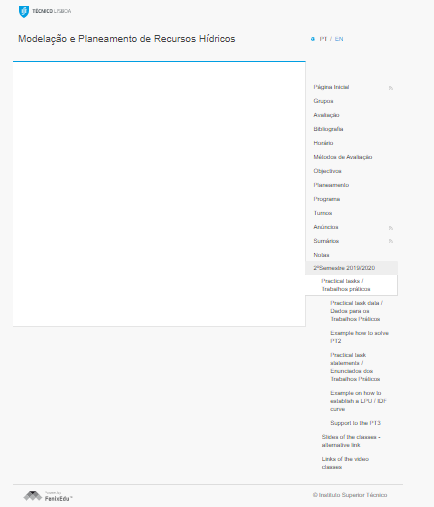 TÉCNICO LISBOA
Modelação e Planeamento de Recursos Hídricos
PT / EN
Página Inicial
Grupos
Avaliação
Bibliografia
Horário
Métodos de Avaliação
Objectivos
Planeamento
Programa
Turnos
Anúncios
Sumários
Notas
2ºSemestre 2019/2020
Practical tasks /
Trabalhos práticos
Practical task data /
Dados para os
Trabalhos Práticos
Example how to solve
PT2
Practical task
statements /
Enunciados dos
Trabalhos Práticos
Example on how to
establish a LPU / IDF
curve
Support to the PT3
Slides of the classes -
alternative link
Links of the video
classes
FenixEdu™
© Instituto Superior Técnico